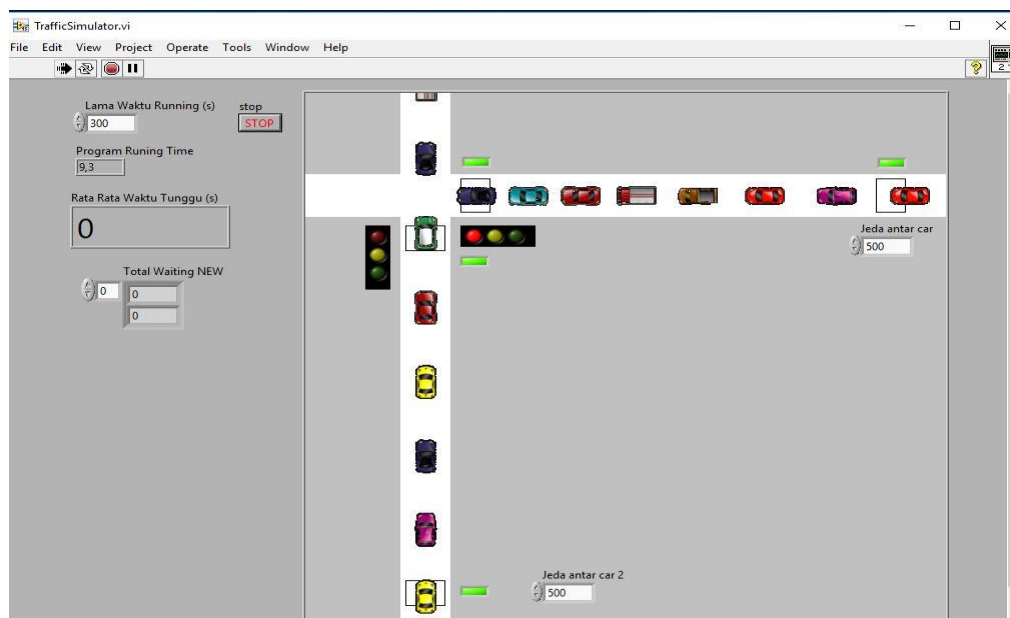 TrafficSimulator.vi
File Edit View Project Operate Tools Window Help
Lama Waktu Running (s)
300
stop
STOP
Program Runing Time
9,3
Rata Rata Waktu Tunggu (s)
0
Total Waiting NEW
0
0
0
Jeda antar car
500
Jeda antar car 2
500